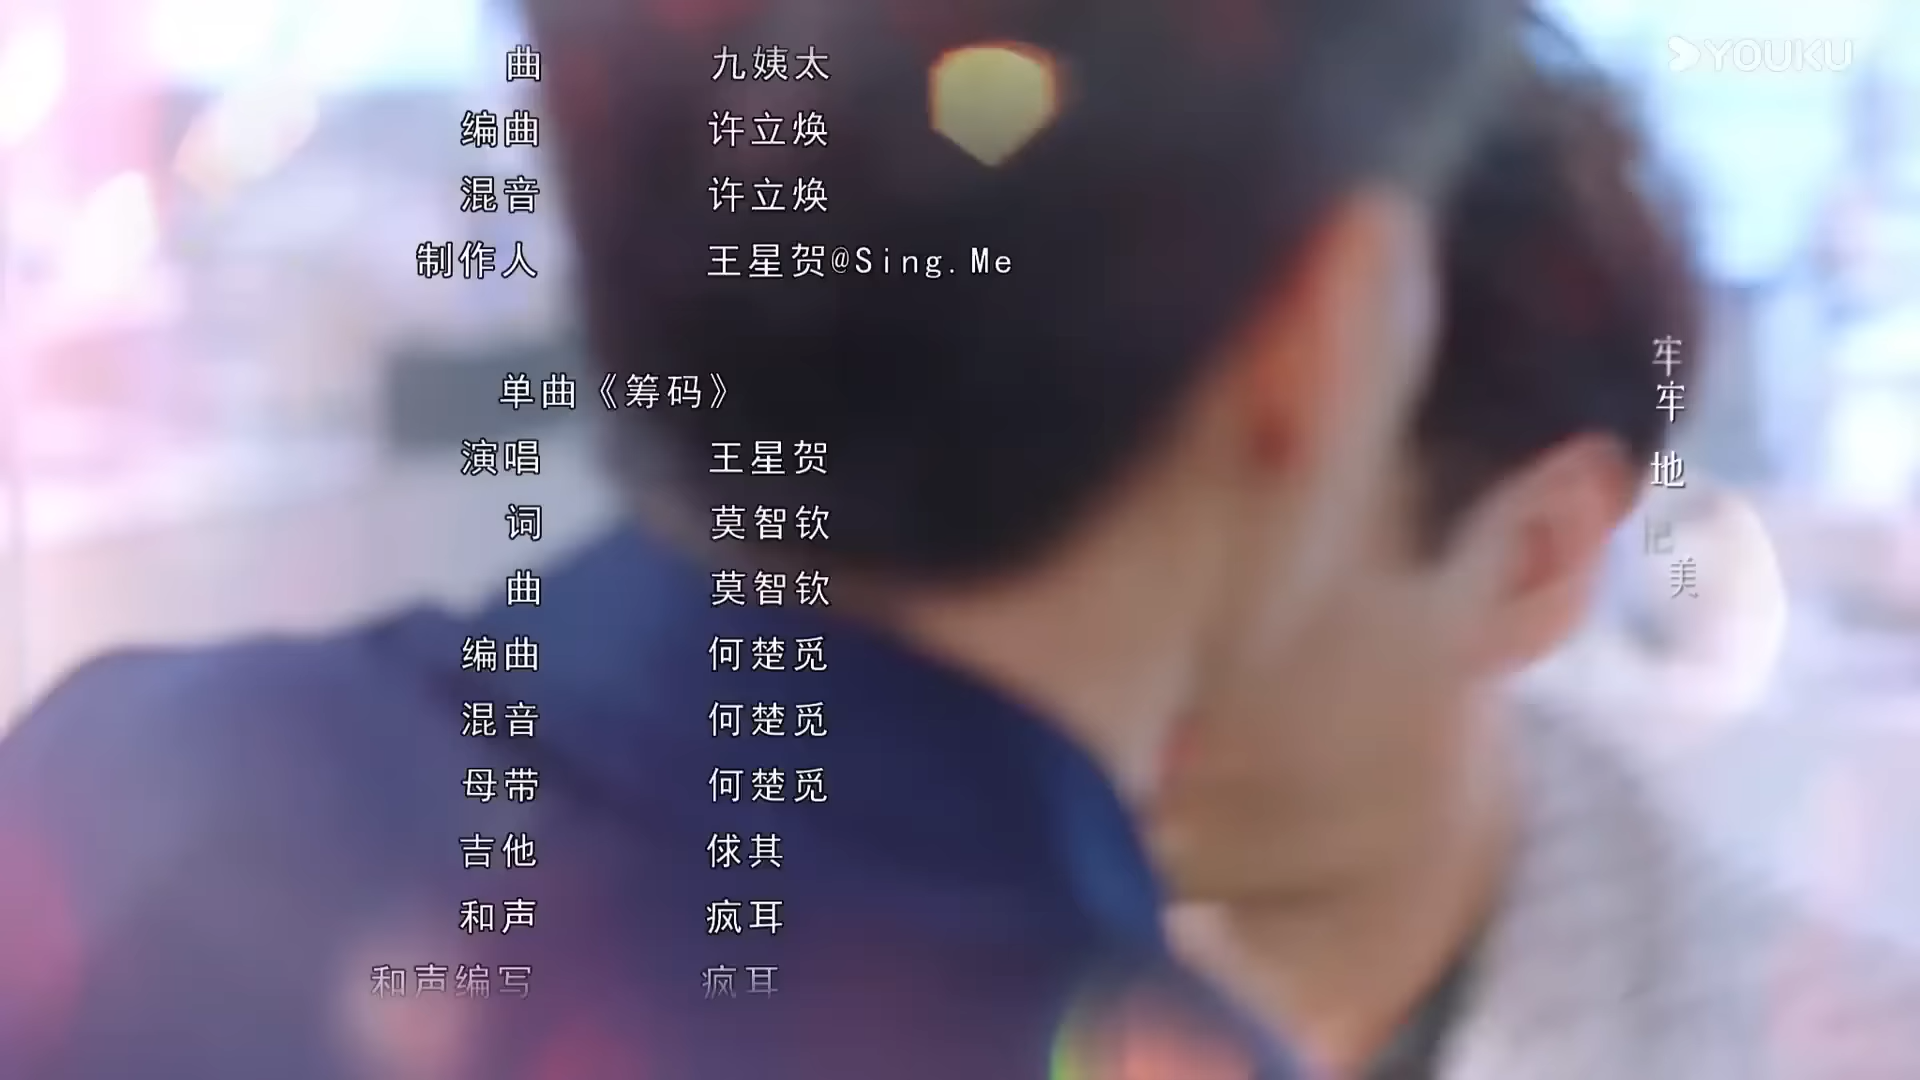 YOUKU
曲 九姨太
编曲 许立焕
混音 许立焕
制作人 王星贺@Sing.Me
单曲《筹码》
演唱 王星贺
词 莫智钦
曲 莫智钦
编曲 何楚觅
混音 何楚觅
母带 何楚觅
吉他 俅其
和声 疯耳
和声编写 疯耳
牢牢地把美